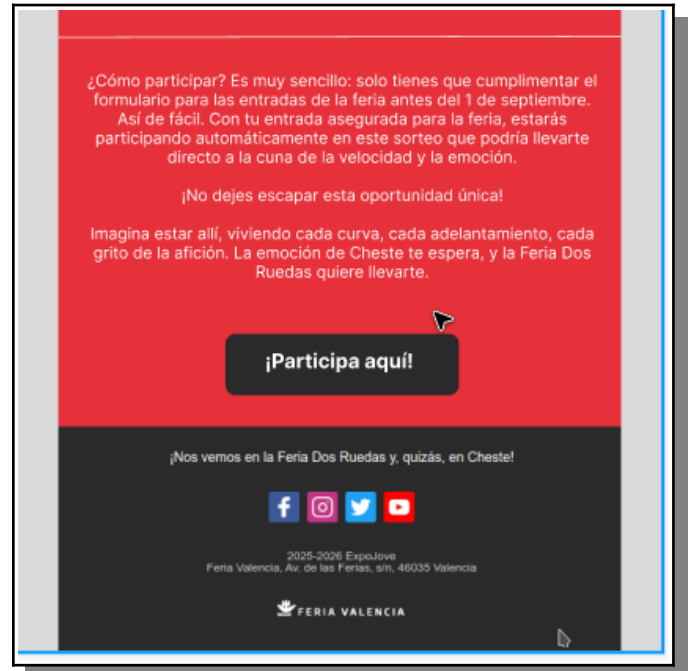 ¿Cómo participar? Es muy sencillo: solo tienes que cumplimentar el
formulario para las entradas de la feria antes del 1 de septiembre.
Así de fácil. Con tu entrada asegurada para la feria, estarás
participando automáticamente en este sorteo que podría llevarte
directo a la cuna de la velocidad y la emoción.
¡No dejes escapar esta oportunidad única!
Imagina estar allí, viviendo cada curva, cada adelantamiento, cada
grito de la afición. La emoción de Cheste te espera, y la Feria Dos
Ruedas quiere llevarte.
¡Participa aquí!
¡Nos vemos en la Feria Dos Ruedas y, quizás, en Cheste!
2025-2026 ExpoJove
Feria Valencia, Av. de las Ferias, s/n, 46035 Valencia
FERIA VALENCIA